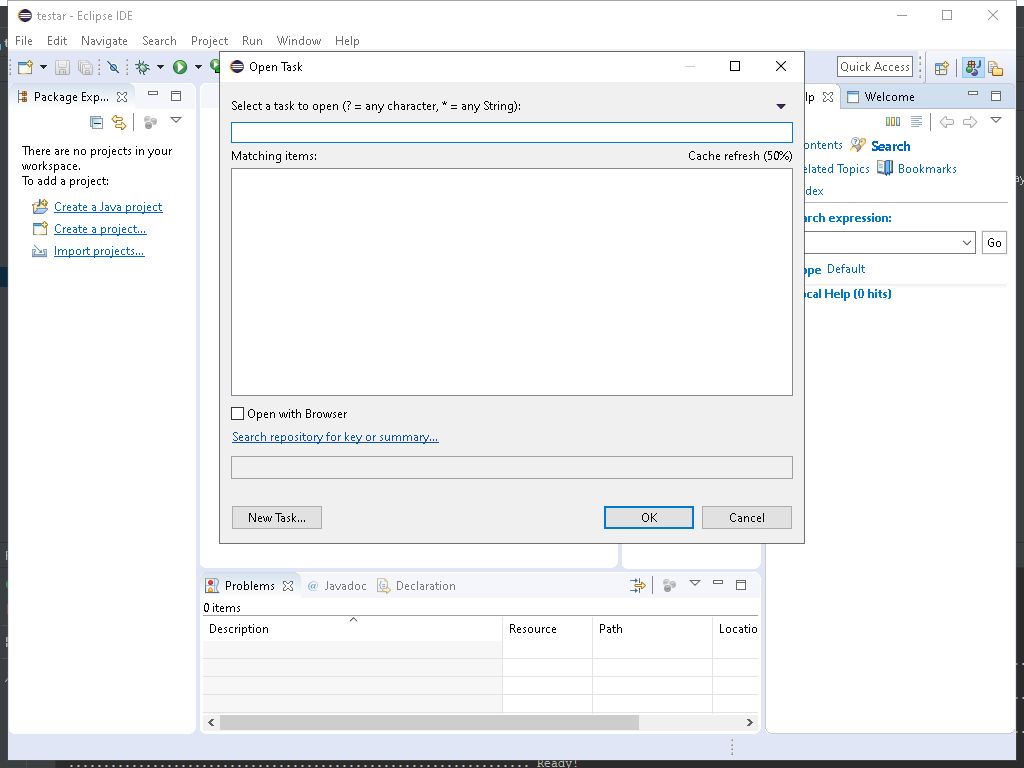 testar - Eclipse IDE
File Edit Navigate Search Project Run Window Help
Quick Access
Package Exp...
There are no projects in your
workspace.
To add a project:
Create a Java project
Create a project...
Import projects...
Open Task
Select a task to open (? = any character, * = any String):
Matching items: Cache refresh (50%)
Open with Browser
Search repository for key or summary...
New Task... OK Cancel
lp Welcome
ontents Search
elated Topics Bookmarks
dex
arch expression:
Go
ope Default
ocal Help (0 hits)
Problems @ Javadoc Declaration
0 items
Description Resource Path Locatio
Ready!